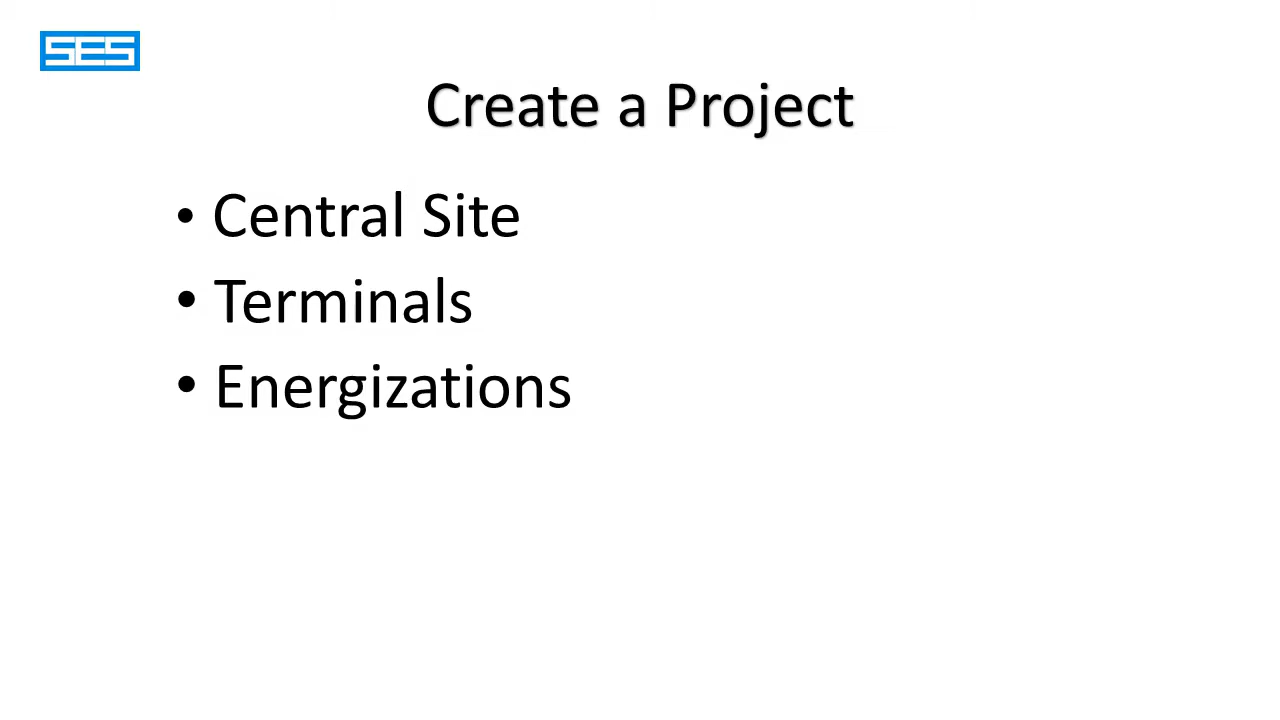 SES
Create a Project
• Central Site
• Terminals
• Energizations